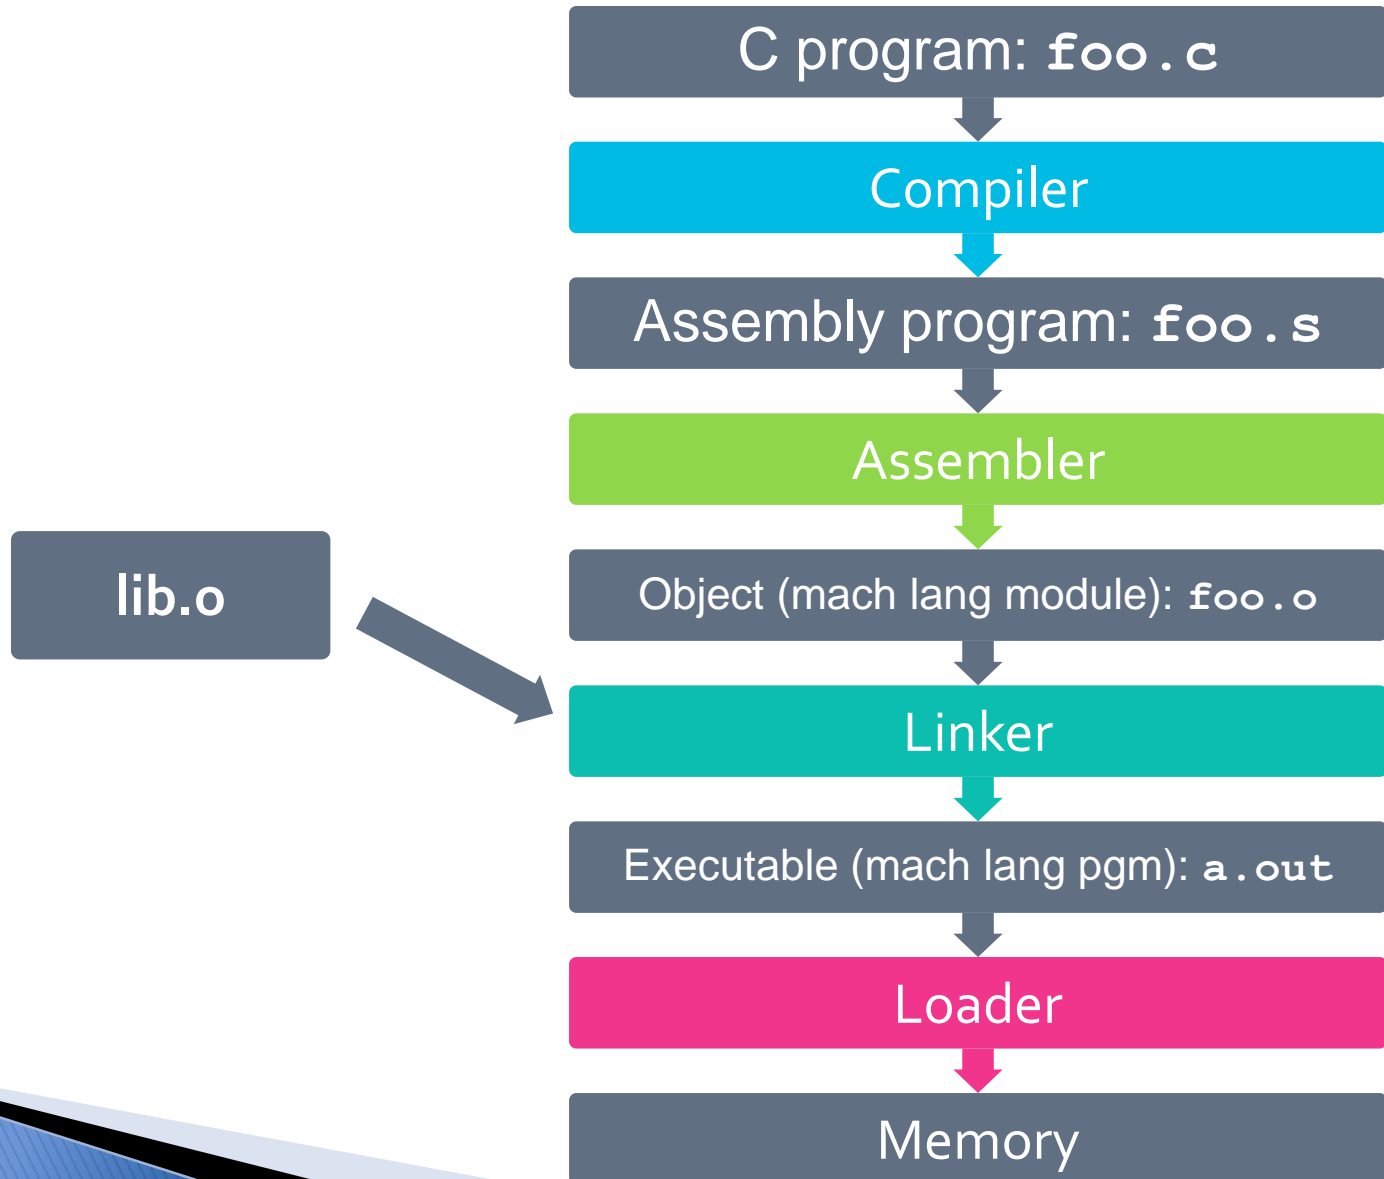 C program: foo.c
Compiler
Assembly program: foo.s
Assembler
lib.o
Object (mach lang module): foo.o
Linker
Executable (mach lang pgm): a.out
Loader
Memory